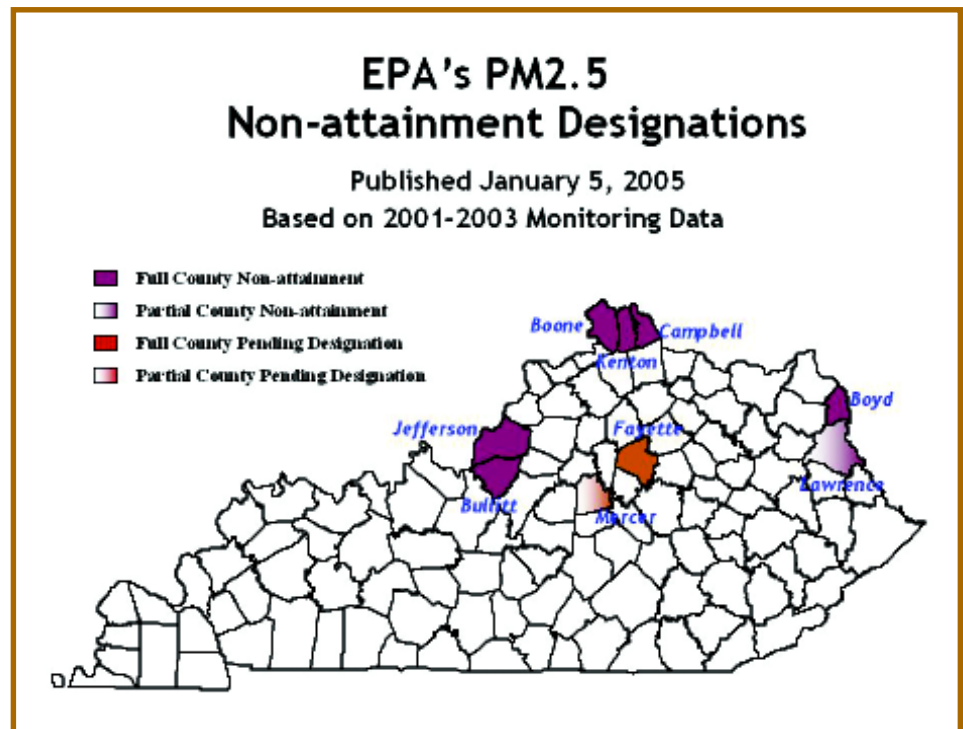 EPA's PM2.5
Non-attainment Designations
Published January 5, 2005
Based on 2001-2003 Monitoring Data
Full County Non-attainment
Partial County Non-attainment
Full County Pending Designation
Partial County Pending Designation
Boone
Campbell
Kenton
Boyd
Jefferson
Fayette
Lawrence
Bullitt
Mercer